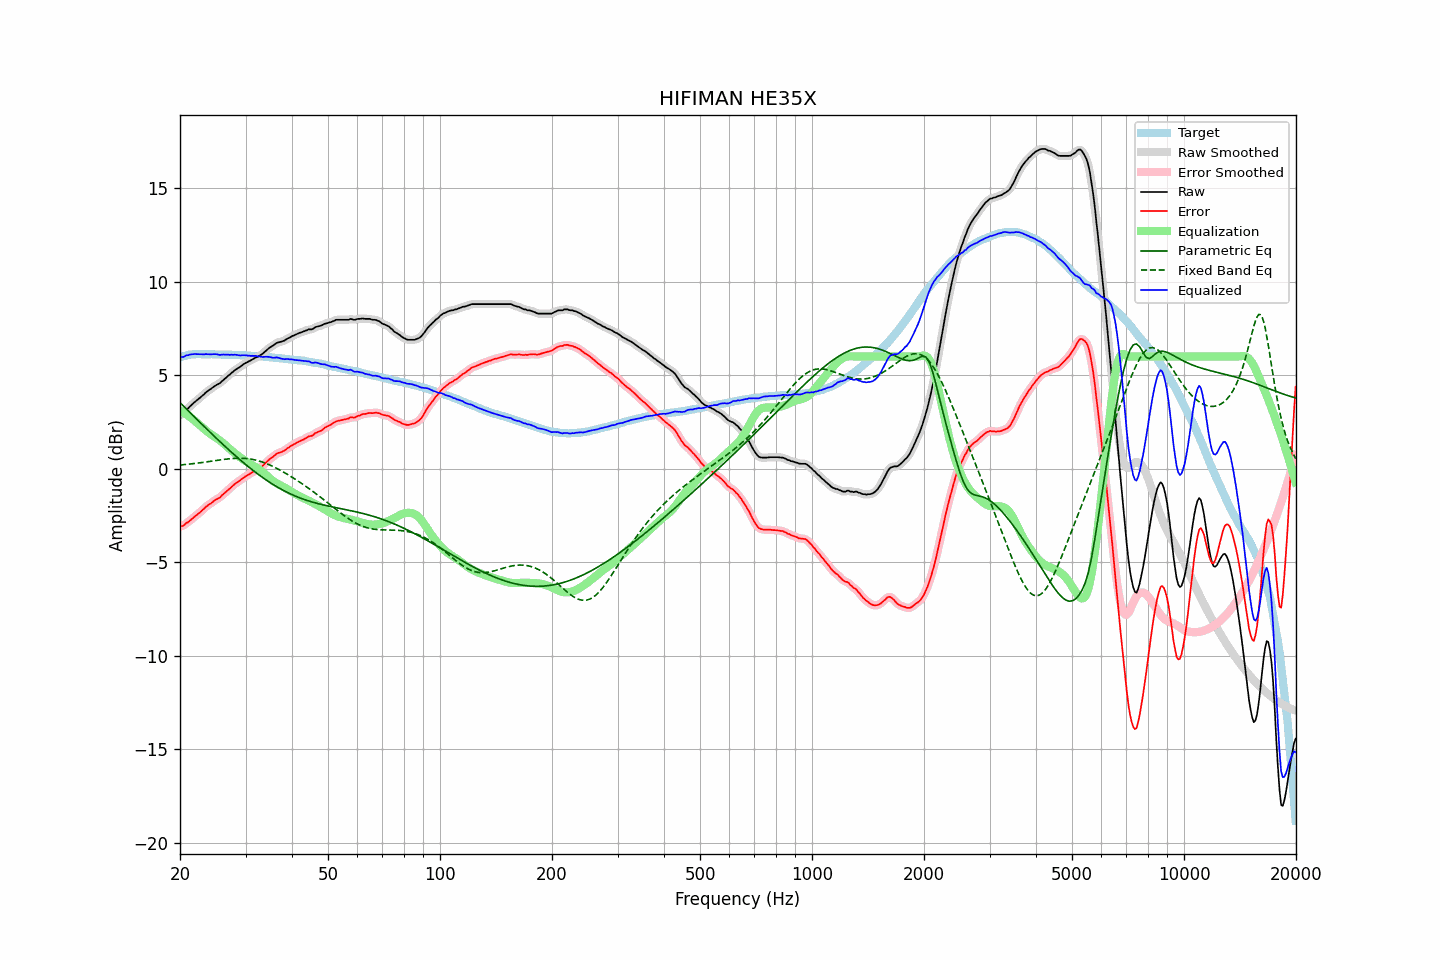 HIFIMAN HE35X
Target
Raw Smoothed
Error Smoothed
Raw
Error
Equalization
Parametric Eq
Fixed Band Eq
Equalized
Amplitude (dBr)
15
10
5
0
−5
−10
−15
−20
20 50 100 200 500 1000 2000 5000 10000 20000
Frequency (Hz)